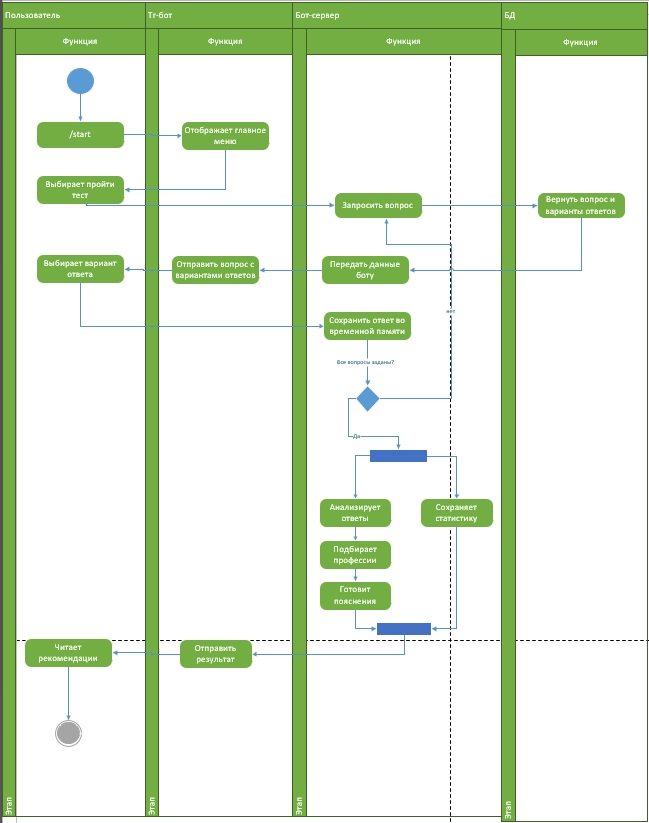 Пользователь
Тг-бот
Бот-сервер
БД
Функция
Функция
Функция
Функция
/start
Отображает главное
меню
Выбирает пройти
тест
Запросить вопрос
Вернуть вопрос и
варианты ответов
Выбирает вариант
ответа
Отправить вопрос с
вариантами ответов
Передать данные
боту
Сохранить ответ во
временной памяти
нет
Все вопросы заданы?
Да
Анализирует
ответы
Сохраняет
статистику
Подбирает
профессии
Готовит
пояснения
Читает
рекомендации
Отправить
результат
Этап
Этап
Этап
Этап